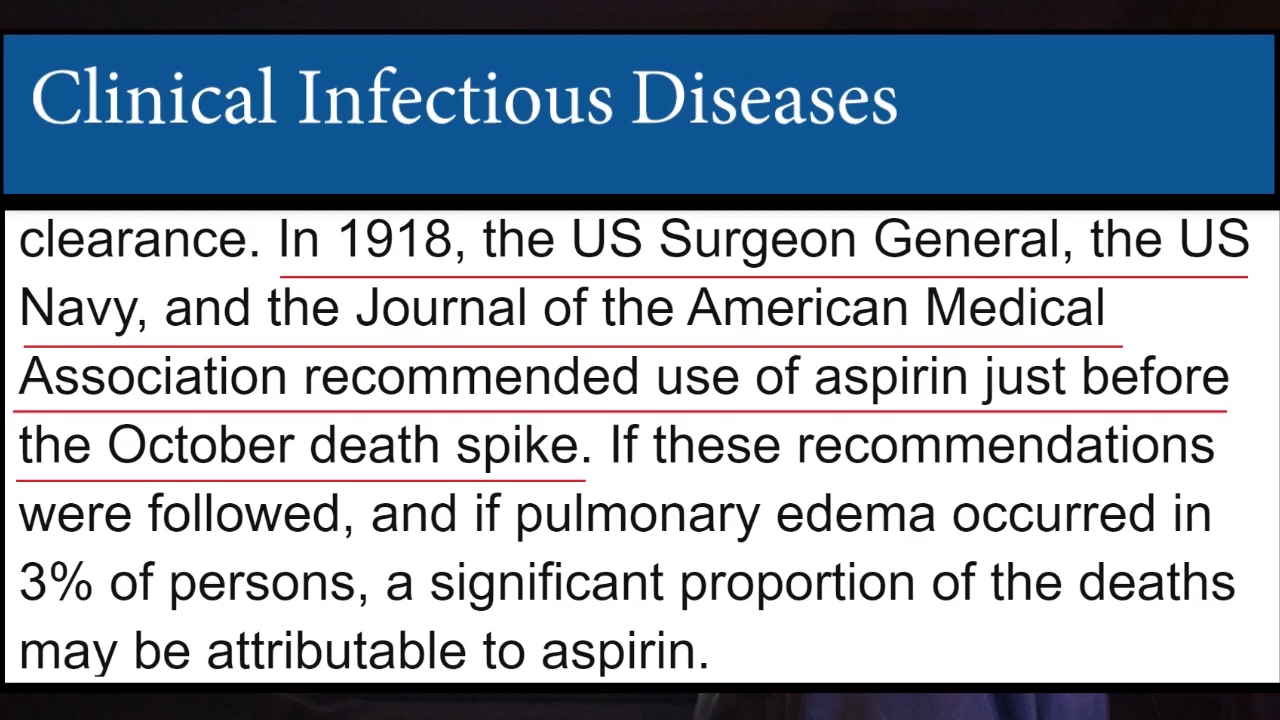 Clinical Infectious Diseases
clearance. In 1918, the US Surgeon General, the US
Navy, and the Journal of the American Medical
Association recommended use of aspirin just before
the October death spike. If these recommendations
were followed, and if pulmonary edema occurred in
3% of persons, a significant proportion of the deaths
may be attributable to aspirin.